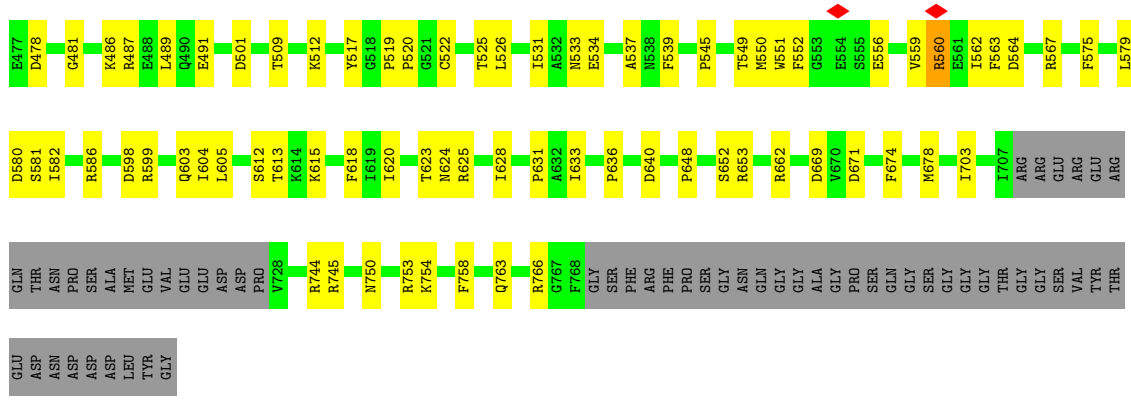 E477 D478 G481 K486 R487 E488 L489 Q490 E491 D501 T509 K512 Y517 G518 P519 P520 G521 C522 T525 L526 I531 A532 N533 E534 A537 N538 F539 P545 T549 M550 W551 F552 G553 E554 S555 E556 V559 R560 E561 I562 F563 D564 R567 F575 L579
D580 S581 I582 R586 D598 R599 Q603 I604 L605 S612 T613 K614 K615 F618 I619 I620 T623 N624 R625 I628 P631 A632 I633 P636 D640 P648 S652 R653 R662 D669 V670 D671 F674 M678 I703 I707 ARG ARG GLU ARG GLU ARG
GLN THR ASN PRO SER ALA MET GLU VAL GLU GLU ASP ASP PRO V728 R744 R745 N750 R753 K754 F758 Q763 R766 G767 F768 GLY SER PHE ARG PHE PRO SER GLY ASN GLN GLY GLY ALA GLY PRO SER GLN GLY SER GLY GLY GLY THR GLY GLY SER VAL TYR THR
GLU ASP ASN ASP ASP ASP LEU TYR GLY